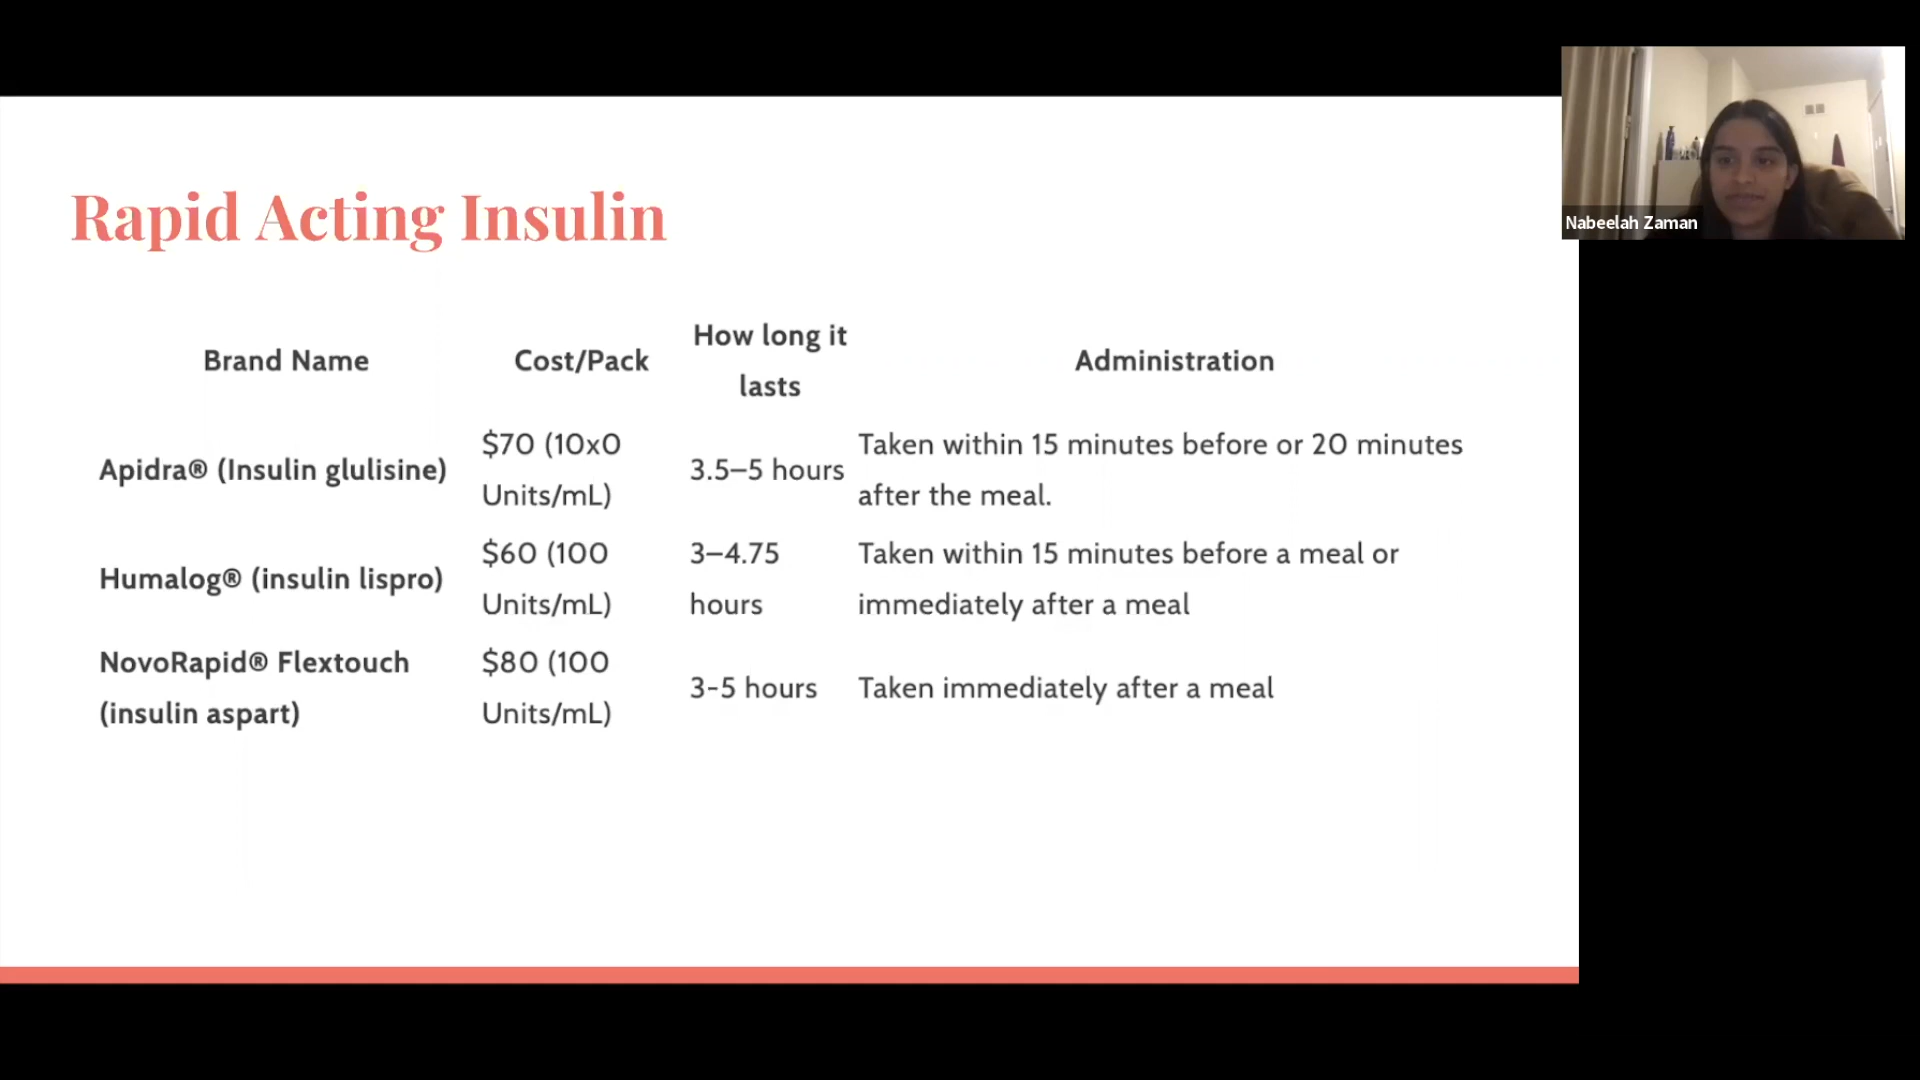 Nabeelah Zaman
Rapid Acting Insulin
Brand Name
Cost/Pack
How long it
lasts
Administration
Apidra® (Insulin glulisine)
$70 (10x0
Units/mL)
3.5–5 hours
Taken within 15 minutes before or 20 minutes
after the meal.
Humalog® (insulin lispro)
$60 (100
Units/mL)
3–4.75
hours
Taken within 15 minutes before a meal or
immediately after a meal
NovoRapid® Flextouch
(insulin aspart)
$80 (100
Units/mL)
3-5 hours
Taken immediately after a meal